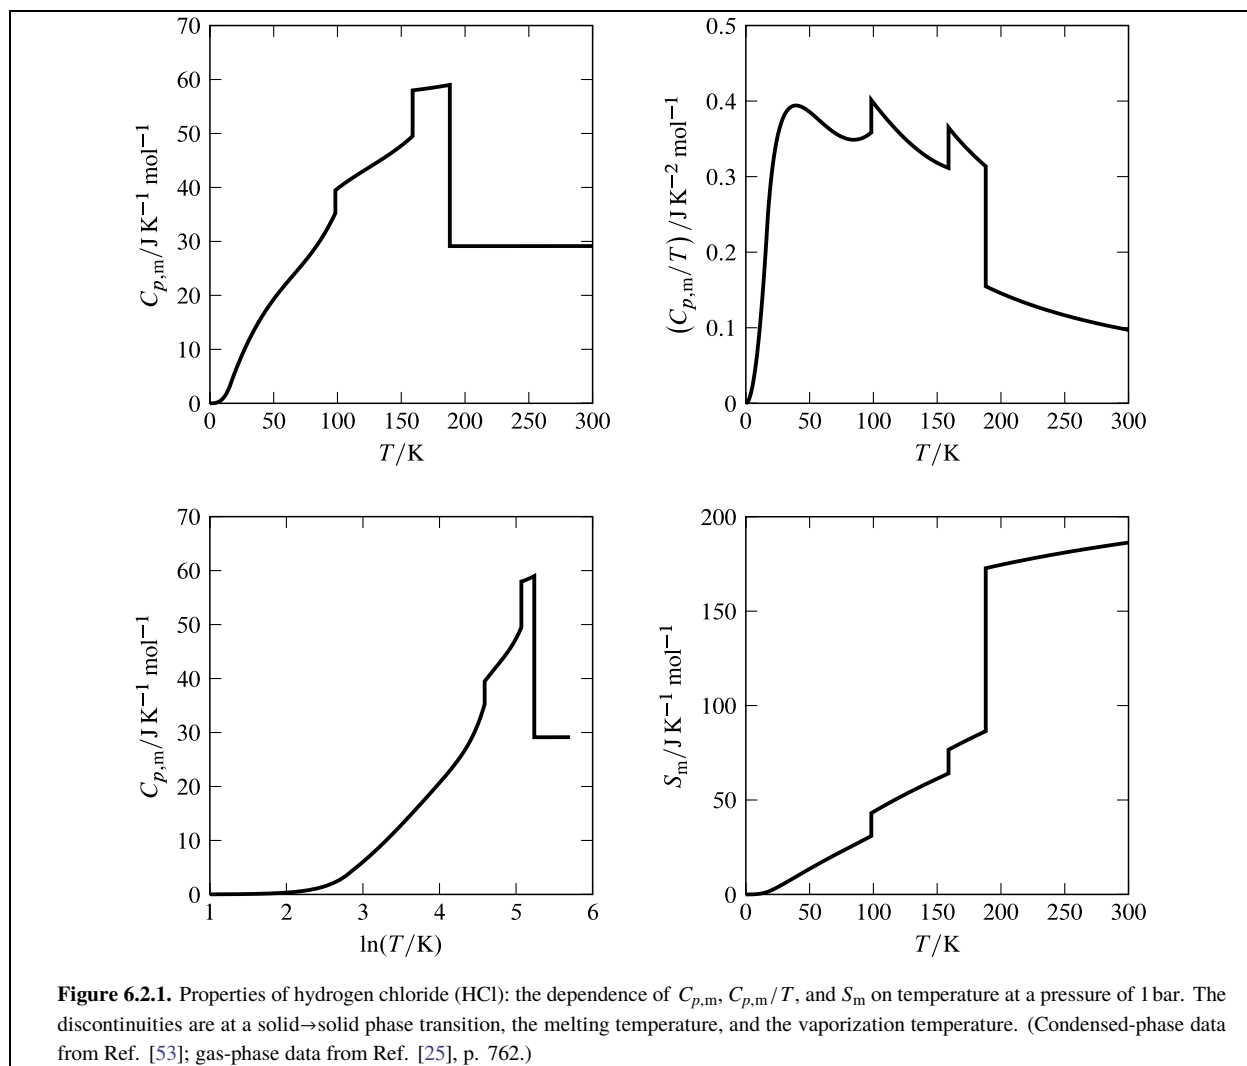 70
60
50
40
30
20
10
0
C_{p,m}/J K−1 mol−1
0 50 100 150 200 250 300
T/K
0.5
0.4
0.3
0.2
0.1
0
(C_{p,m}/T)/J K−2 mol−1
0 50 100 150 200 250 300
T/K
70
60
50
40
30
20
10
0
C_{p,m}/J K−1 mol−1
1 2 3 4 5 6
ln(T/K)
200
150
100
50
0
S_m/J K−1 mol−1
0 50 100 150 200 250 300
T/K
Figure 6.2.1. Properties of hydrogen chloride (HCl): the dependence of C_{p,m}, C_{p,m}/T, and S_m on temperature at a pressure of 1 bar. The
discontinuities are at a solid→solid phase transition, the melting temperature, and the vaporization temperature. (Condensed-phase data
from Ref. [53]; gas-phase data from Ref. [25], p. 762.)